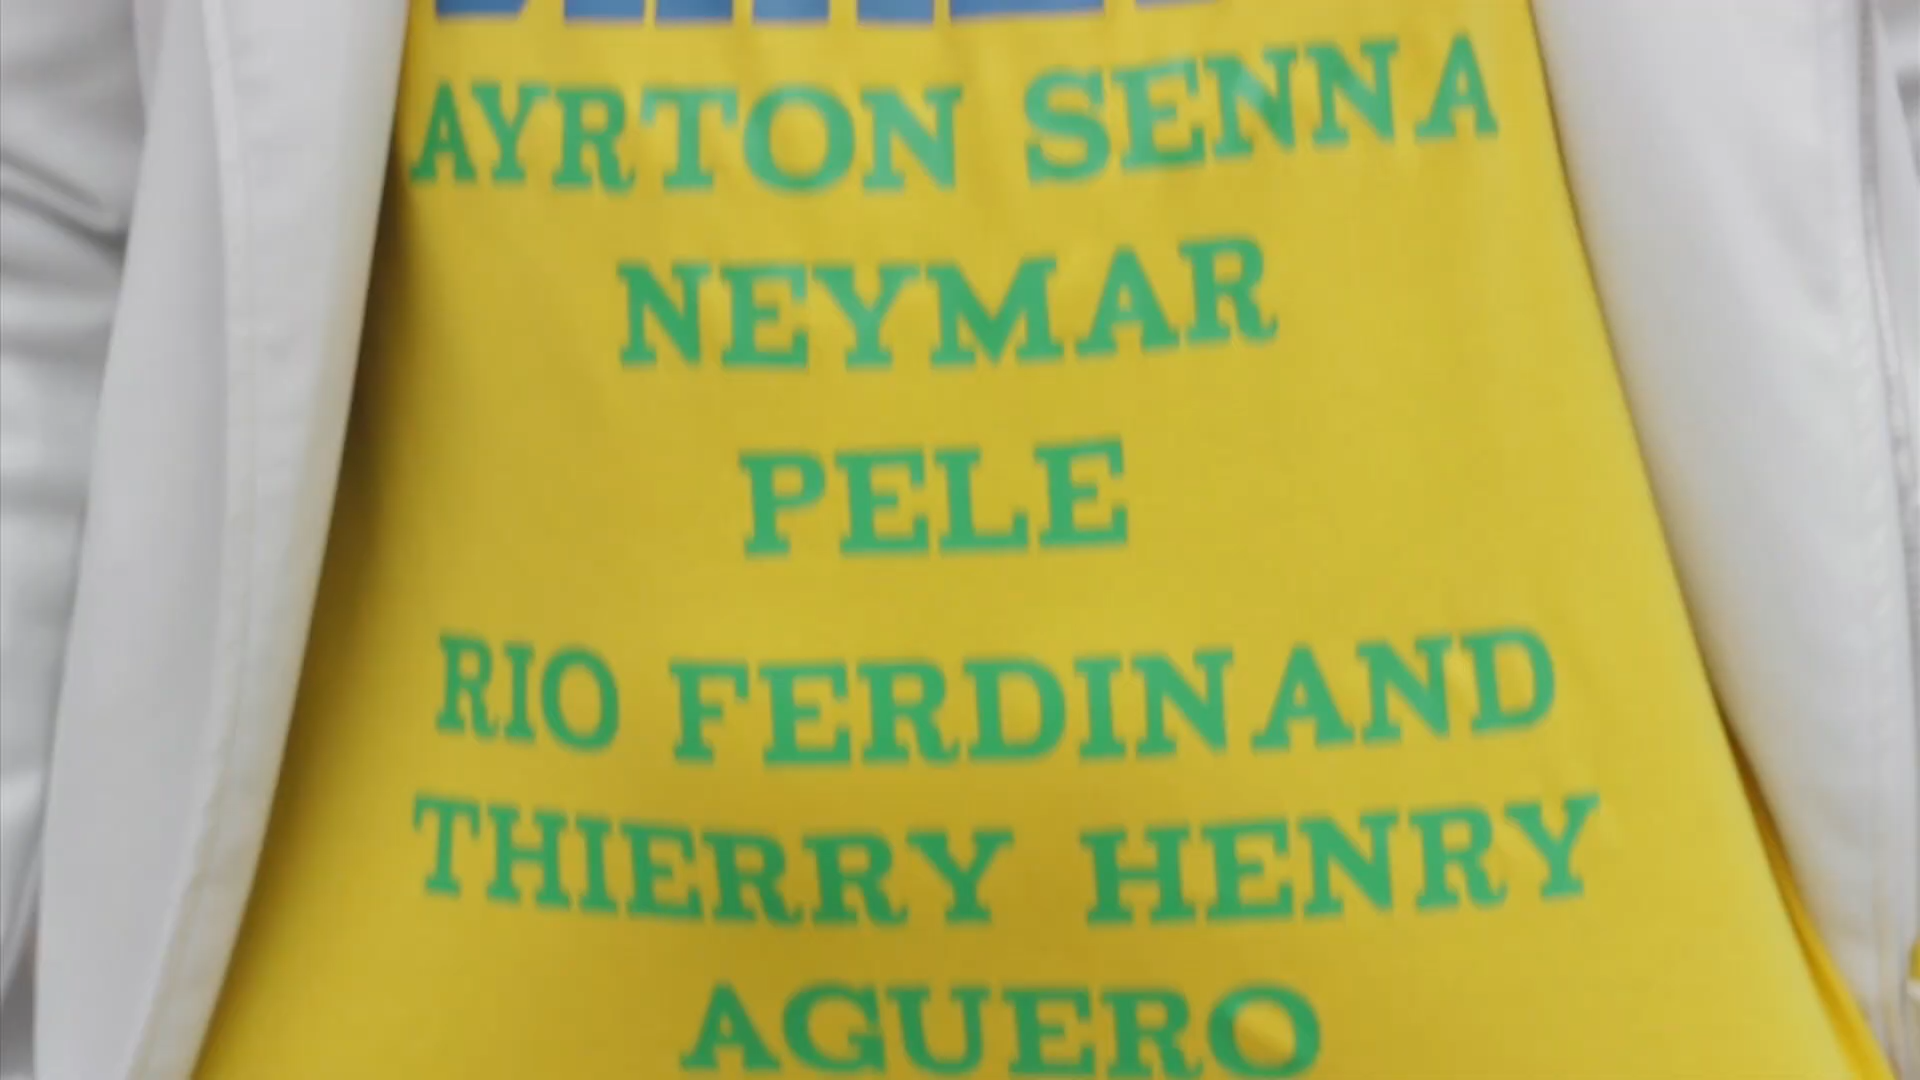 AYRTON SENNA
NEYMAR
PELE
RIO FERDINAND
THIERRY HENRY
AGUERO